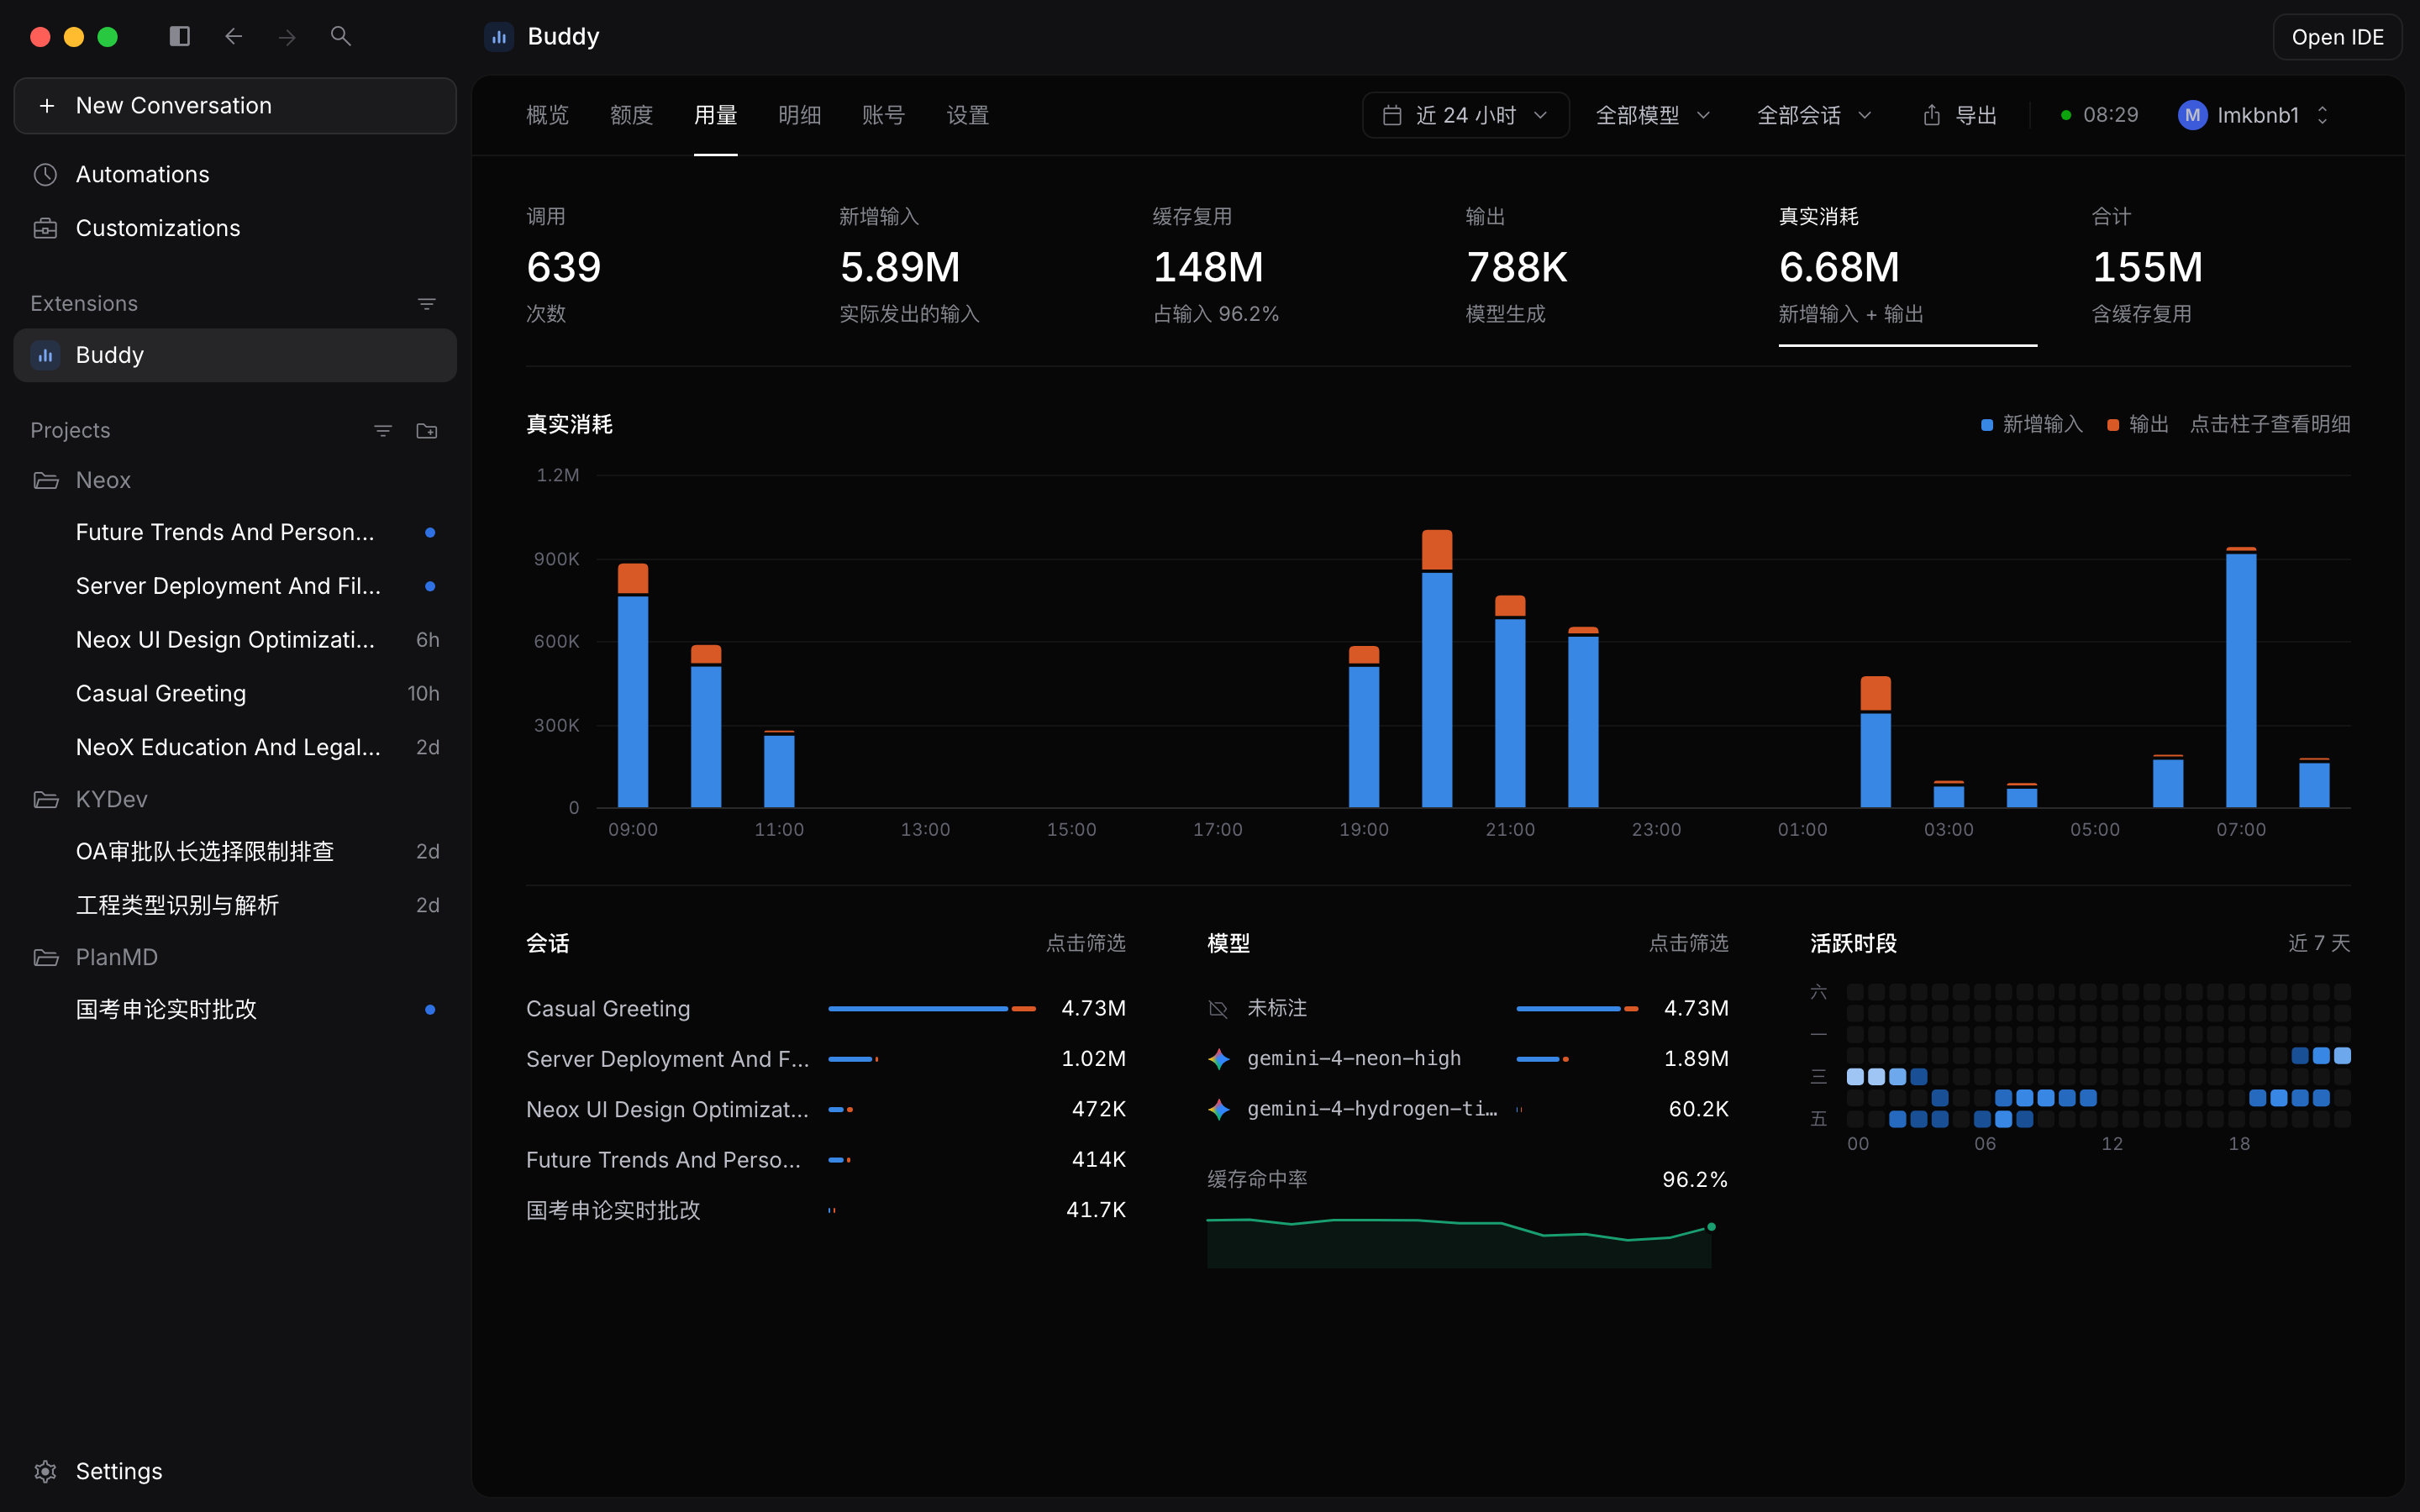 Buddy
Open IDE
New Conversation
Automations
Customizations
Extensions
Buddy
Projects
Neox
Future Trends And Person...
Server Deployment And Fil...
Neox UI Design Optimizati... 6h
Casual Greeting 10h
NeoX Education And Legal... 2d
KYDev
OA审批队长选择限制排查 2d
工程类型识别与解析 2d
PlanMD
国考申论实时批改
Settings
概览 额度 用量 明细 账号 设置 近 24 小时 全部模型 全部会话 导出 08:29 M lmkbnb1
调用 新增输入 缓存复用 输出 真实消耗 合计
639 5.89M 148M 788K 6.68M 155M
次数 实际发出的输入 占输入 96.2% 模型生成 新增输入 + 输出 含缓存复用
真实消耗 新增输入 输出 点击柱子查看明细
1.2M
900K
600K
300K
0
09:00 11:00 13:00 15:00 17:00 19:00 21:00 23:00 01:00 03:00 05:00 07:00
会话 点击筛选
Casual Greeting 4.73M
Server Deployment And F... 1.02M
Neox UI Design Optimizat... 472K
Future Trends And Perso... 414K
国考申论实时批改 41.7K
模型 点击筛选
未标注 4.73M
gemini-4-neon-high 1.89M
gemini-4-hydrogen-ti... 60.2K
缓存命中率 96.2%
活跃时段 近 7 天
六
一
三
五
00 06 12 18